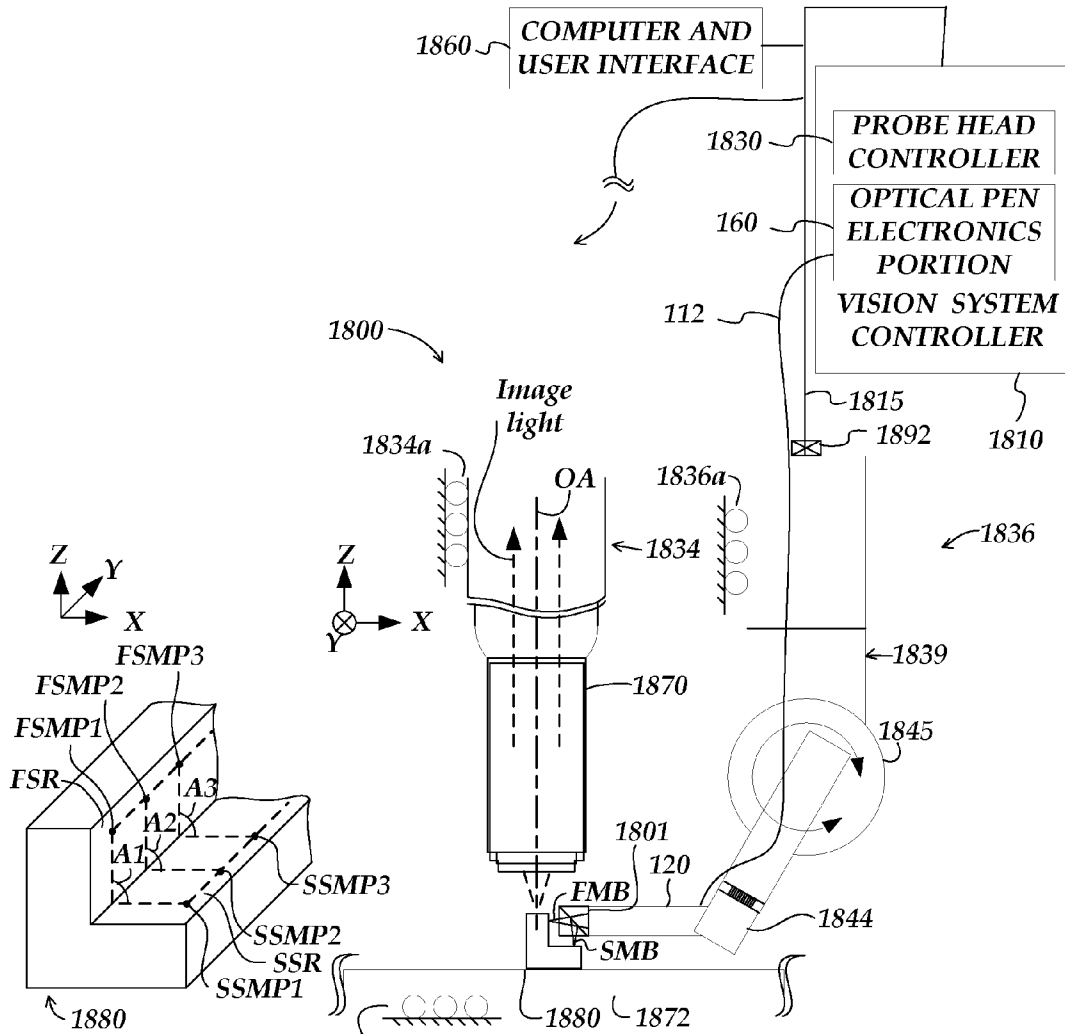 1860
COMPUTER AND
USER INTERFACE
1830
PROBE HEAD
CONTROLLER
160
OPTICAL PEN
ELECTRONICS
PORTION
VISION SYSTEM
CONTROLLER
112
1800
Image
light
1815
1892
1810
1834a
OA
1836a
1834
1836
Z
Y
X
Z
Y
X
FSMP3
FSMP2
FSMP1
FSR
1870
1839
1845
A3
A2
A1
1801
120
FMB
SMB
1844
SSMP3
SSMP2
SSR
SSMP1
1880
1880
1872